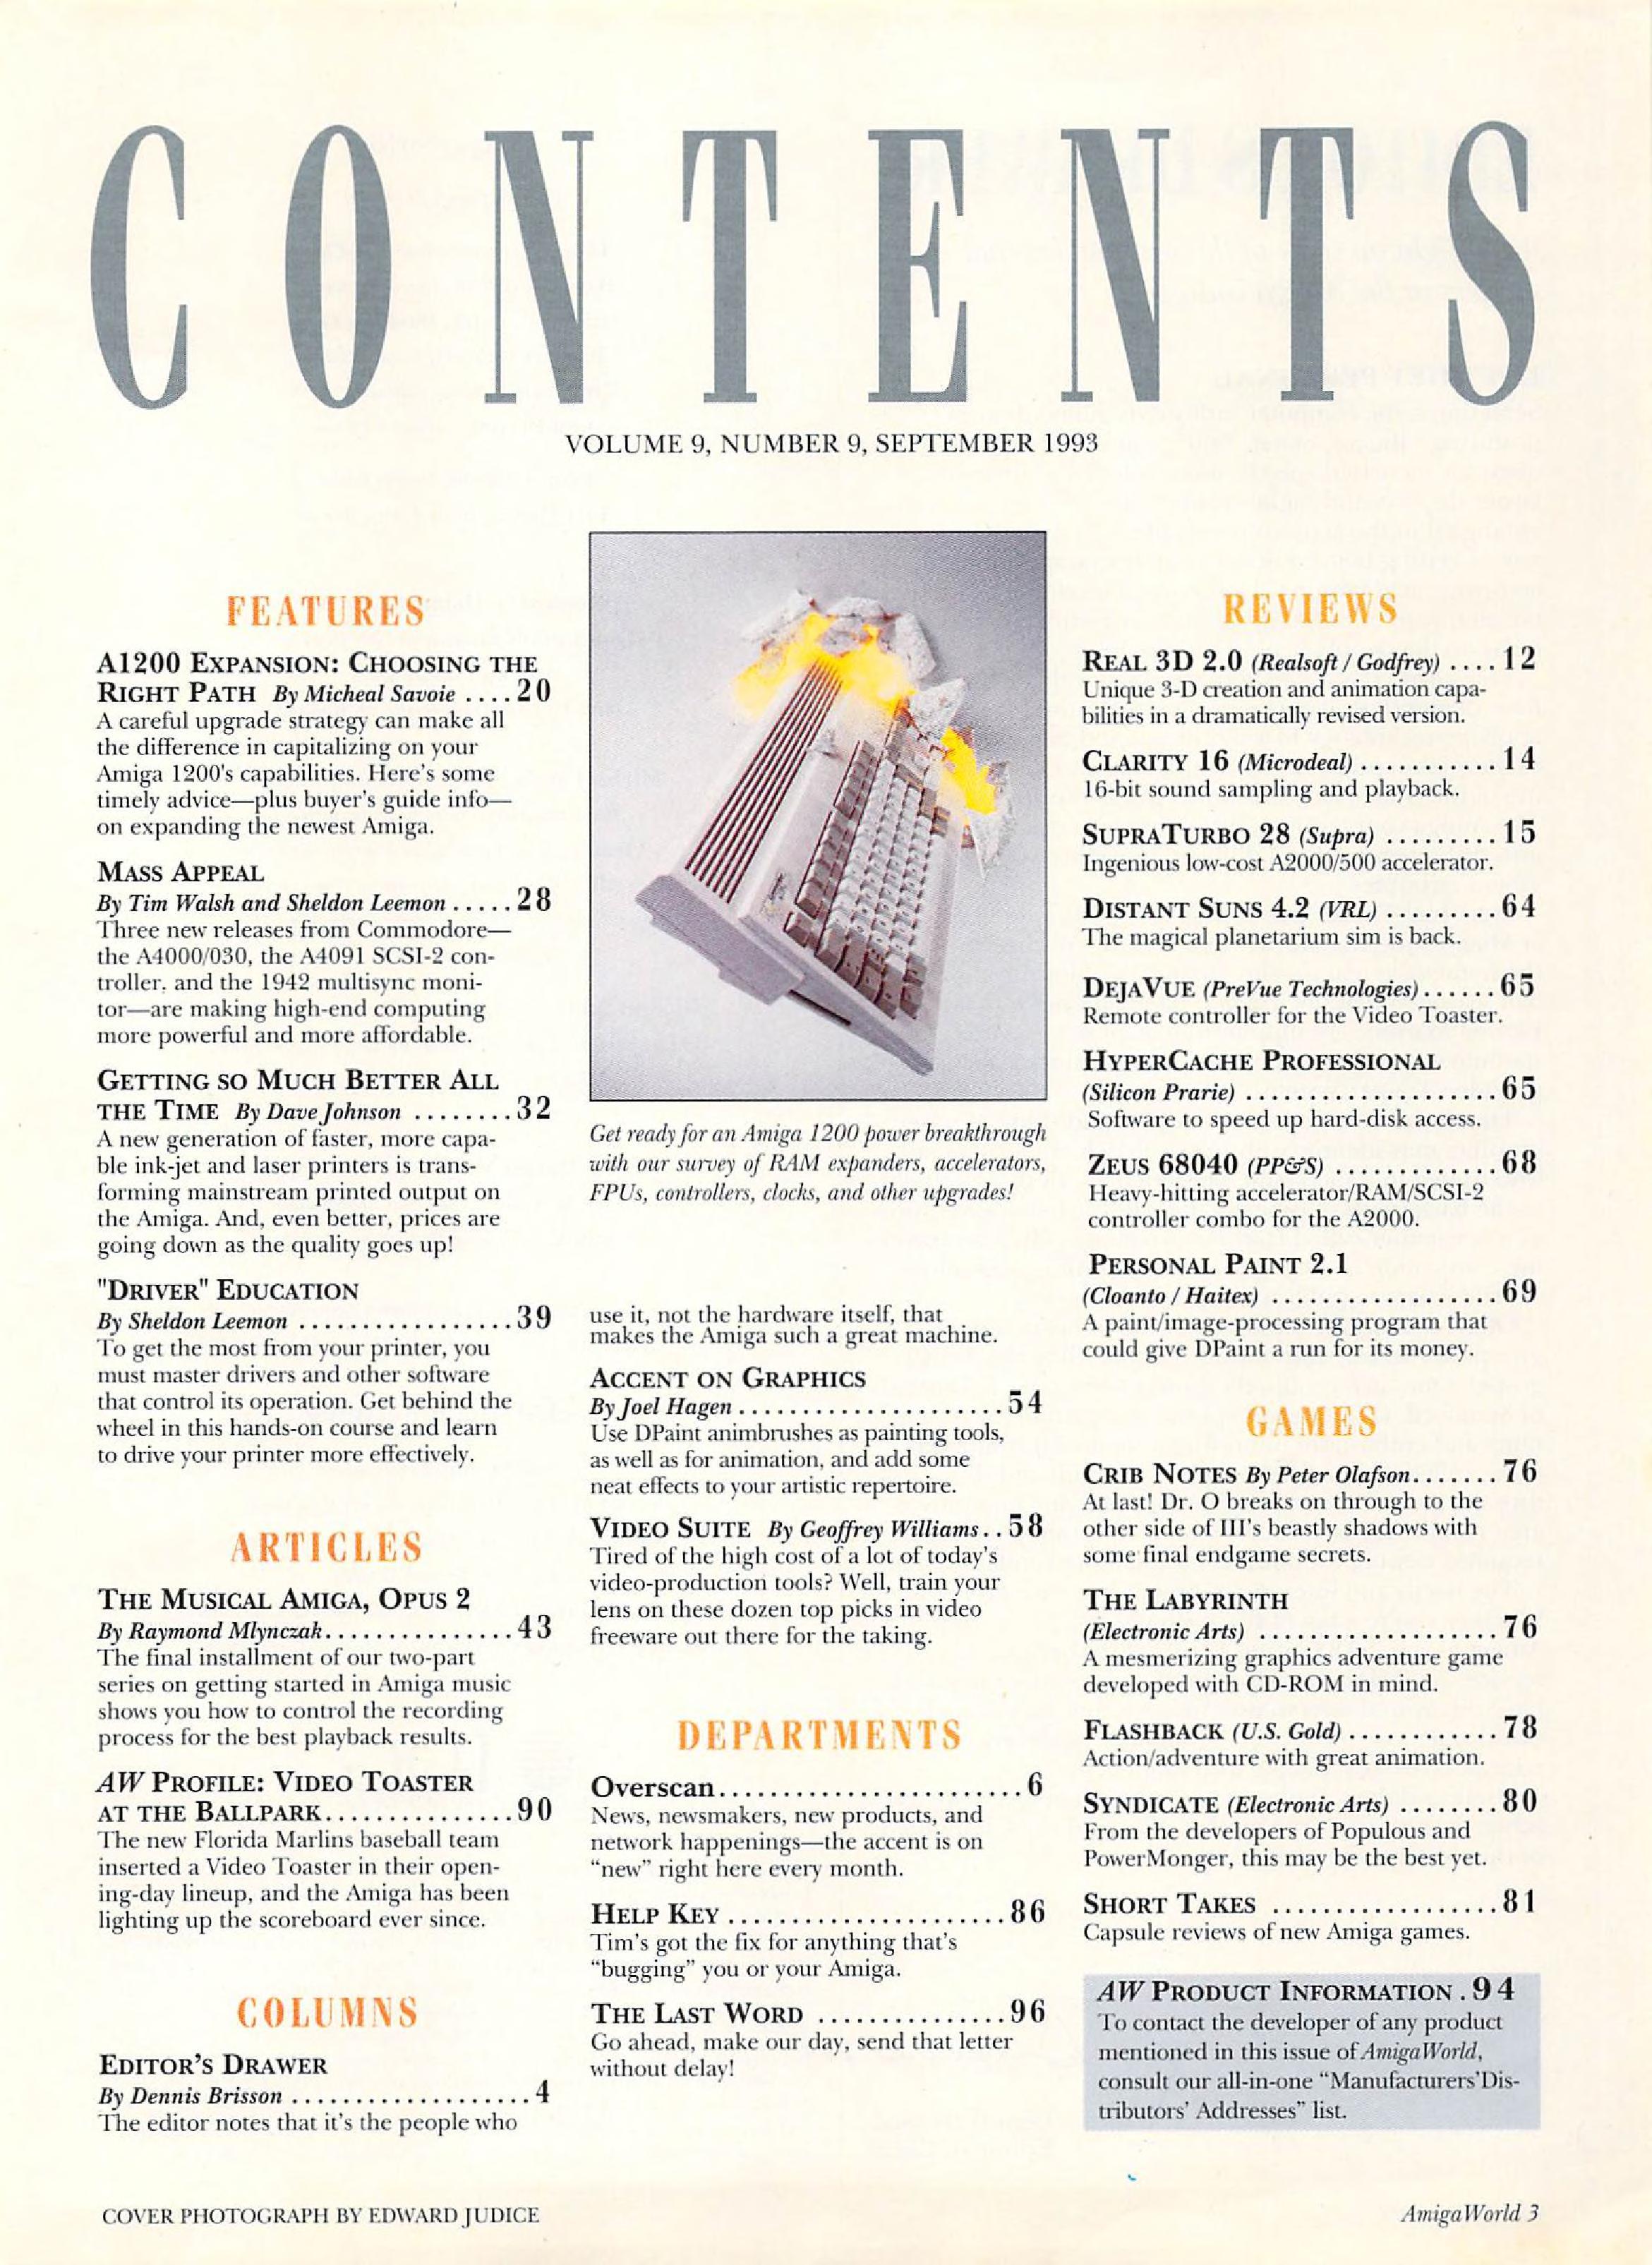 CONTENTS
VOLUME 9, NUMBER 9, SEPTEMBER 1993
FEATURES
A1200 EXPANSION: CHOOSING THE
RIGHT PATH By Micheal Savoie ....20
A careful upgrade strategy can make all
the difference in capitalizing on your
Amiga 1200's capabilities. Here's some
timely advice—plus buyer's guide info—
on expanding the newest Amiga.
MASS APPEAL
By Tim Walsh and Sheldon Leemon .....28
Three new releases from Commodore—
the A4000/030, the A4091 SCSI-2 con-
troller, and the 1942 multisync moni-
tor—are making high-end computing
more powerful and more affordable.
GETTING SO MUCH BETTER ALL
THE TIME By Dave Johnson ........32
A new generation of faster, more capa-
ble ink-jet and laser printers is trans-
forming mainstream printed output on
the Amiga. And, even better, prices are
going down as the quality goes up!
"DRIVER" EDUCATION
By Sheldon Leemon .................39
To get the most from your printer, you
must master drivers and other software
that control its operation. Get behind the
wheel in this hands-on course and learn
to drive your printer more effectively.
ARTICLES
THE MUSICAL AMIGA, OPUS 2
By Raymond Mlynczak...............43
The final installment of our two-part
series on getting started in Amiga music
shows you how to control the recording
process for the best playback results.
AW PROFILE: VIDEO TOASTER
AT THE BALLPARK...............90
The new Florida Marlins baseball team
inserted a Video Toaster in their open-
ing-day lineup, and the Amiga has been
lighting up the scoreboard ever since.
COLUMNS
EDITOR'S DRAWER
By Dennis Brisson ...................4
The editor notes that it's the people who
Get ready for an Amiga 1200 power breakthrough
with our survey of RAM expanders, accelerators,
FPUs, controllers, clocks, and other upgrades!
use it, not the hardware itself, that
makes the Amiga such a great machine.
ACCENT ON GRAPHICS
By Joel Hagen.....................54
Use DPaint animbrushes as painting tools,
as well as for animation, and add some
neat effects to your artistic repertoire.
VIDEO SUITE By Geoffrey Williams..58
Tired of the high cost of a lot of today's
video-production tools? Well, train your
lens on these dozen top picks in video
freeware out there for the taking.
DEPARTMENTS
Overscan........................6
News, newsmakers, new products, and
network happenings—the accent is on
“new” right here every month.
HELP KEY......................86
Tim's got the fix for anything that's
“bugging” you or your Amiga.
THE LAST WORD ...............96
Go ahead, make our day, send that letter
without delay!
REVIEWS
REAL 3D 2.0 (Realsoft / Godfrey) ....12
Unique 3-D creation and animation capa-
bilities in a dramatically revised version.
CLARITY 16 (Microdeal)...........14
16-bit sound sampling and playback.
SUPRATURBO 28 (Supra) .........15
Ingenious low-cost A2000/500 accelerator.
DISTANT SUNS 4.2 (VRL) .........64
The magical planetarium sim is back.
DEJAVUE (PreVue Technologies)......65
Remote controller for the Video Toaster.
HYPERCACHE PROFESSIONAL
(Silicon Prarie) ....................65
Software to speed up hard-disk access.
ZEUS 68040 (PP&S) .............68
Heavy-hitting accelerator/RAM/SCSI-2
controller combo for the A2000.
PERSONAL PAINT 2.1
(Cloanto / Haitex) ..................69
A paint/image-processing program that
could give DPaint a run for its money.
GAMES
CRIB NOTES By Peter Olafson.......76
At last! Dr. O breaks on through to the
other side of III's beastly shadows with
some final endgame secrets.
THE LABYRINTH
(Electronic Arts) ...................76
A mesmerizing graphics adventure game
developed with CD-ROM in mind.
FLASHBACK (U.S. Gold)............78
Action/adventure with great animation.
SYNDICATE (Electronic Arts) ........80
From the developers of Populous and
PowerMonger, this may be the best yet.
SHORT TAKES ..................81
Capsule reviews of new Amiga games.
AW PRODUCT INFORMATION.94
To contact the developer of any product
mentioned in this issue of AmigaWorld,
consult our all-in-one “Manufacturers'Dis-
tributors' Addresses” list.
COVER PHOTOGRAPH BY EDWARD JUDICE
AmigaWorld 3